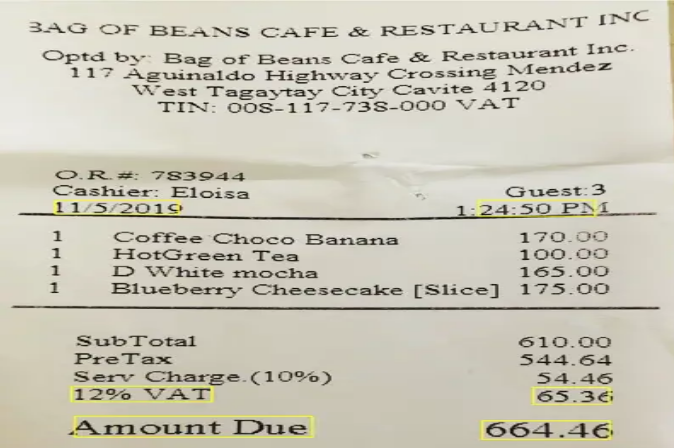 BAG OF BEANS CAFE & RESTAURANT INC
Optd by: Bag of Beans Cafe & Restaurant Inc.
117 Aguinaldo Highway Crossing Mendez
West Tagaytay City Cavite 4120
TIN: 008-117-738-000 VAT
O.R.#: 783944
Cashier: Eloisa Guest:3
11/5/2019 1:24:50 PM
1 Coffee Choco Banana 170.00
1 HotGreen Tea 100.00
1 D White mocha 165.00
1 Blueberry Cheesecake [Slice] 175.00
SubTotal 610.00
PreTax 544.64
Serv Charge.(10%) 54.46
12% VAT 65.36
Amount Due 664.46